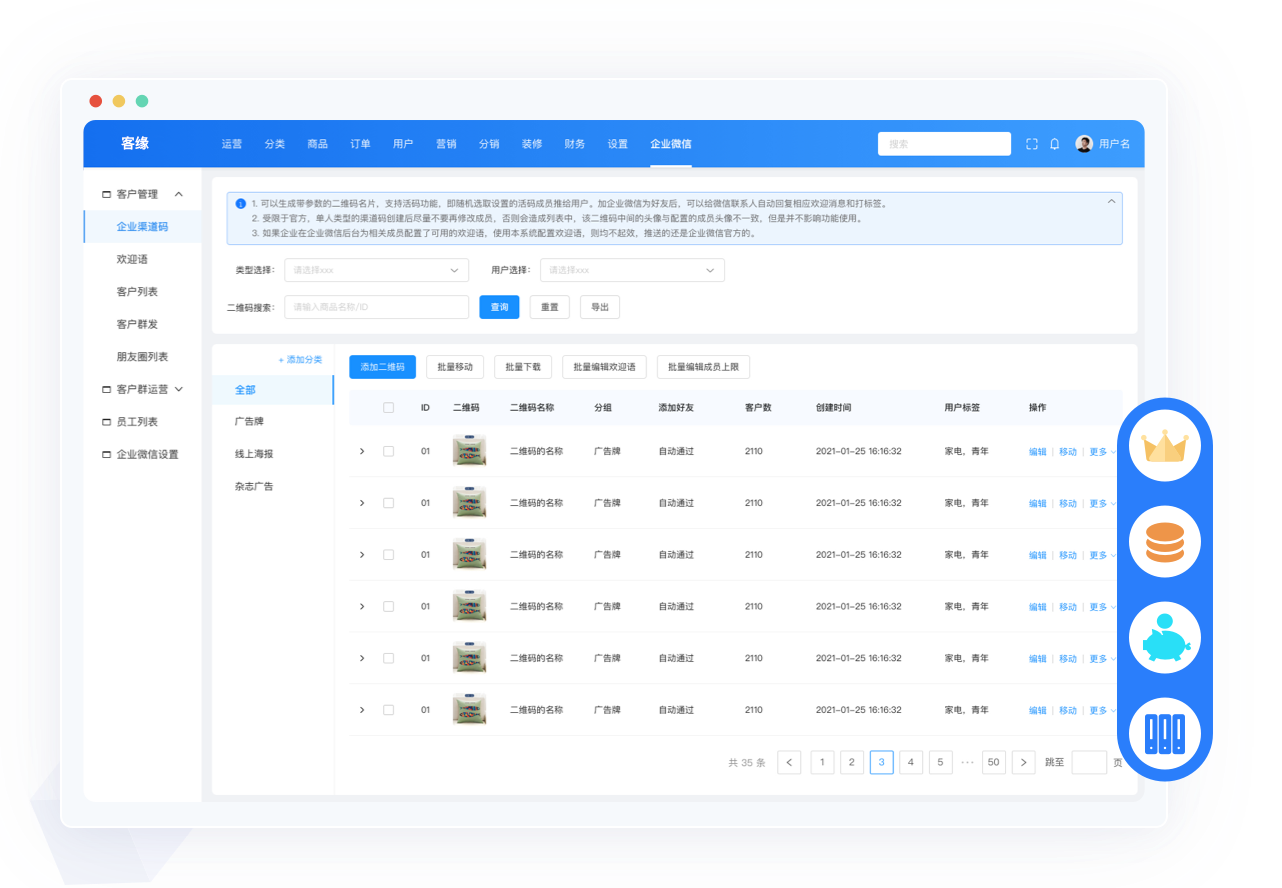 客缘 运营 分类 商品 订单 用户 营销 分销 装修 财务 设置 企业微信 搜索 用户名
客户管理
企业渠道码
欢迎语
客户列表
客户群发
朋友圈列表
客户群运营
员工列表
企业微信设置
1. 可以生成带参数的二维码名片，支持活码功能，即随机选取设置的活码成员推给用户。加企业微信为好友后，可以给微信联系人自动回复相应欢迎消息和打标签。
2. 受限于官方，单人类型的渠道码创建后尽量不要再修改成员，否则会造成列表中，该二维码中间的头像与配置的成员头像不一致，但是并不影响功能使用。
3. 如果企业在企业微信后台为相关成员配置了可用的欢迎语，使用本系统配置欢迎语，则均不起效，推送的还是企业微信官方的。
类型选择： 请选择xxx 用户选择： 请选择xxx
二维码搜索： 请输入商品名称/ID 查询 重置 导出
+ 添加分类
全部
广告牌
线上海报
杂志广告
添加二维码 批量移动 批量下载 批量编辑欢迎语 批量编辑成员上限
ID 二维码 二维码名称 分组 添加好友 客户数 创建时间 用户标签 操作
01 二维码的名称 广告牌 自动通过 2110 2021-01-25 16:16:32 家电，青年 编辑 移动 更多
01 二维码的名称 广告牌 自动通过 2110 2021-01-25 16:16:32 家电，青年 编辑 移动 更多
01 二维码的名称 广告牌 自动通过 2110 2021-01-25 16:16:32 家电，青年 编辑 移动 更多
01 二维码的名称 广告牌 自动通过 2110 2021-01-25 16:16:32 家电，青年 编辑 移动 更多
01 二维码的名称 广告牌 自动通过 2110 2021-01-25 16:16:32 家电，青年 编辑 移动 更多
01 二维码的名称 广告牌 自动通过 2110 2021-01-25 16:16:32 家电，青年 编辑 移动 更多
共 35 条 < 1 2 3 4 5 ··· 50 > 跳至 页